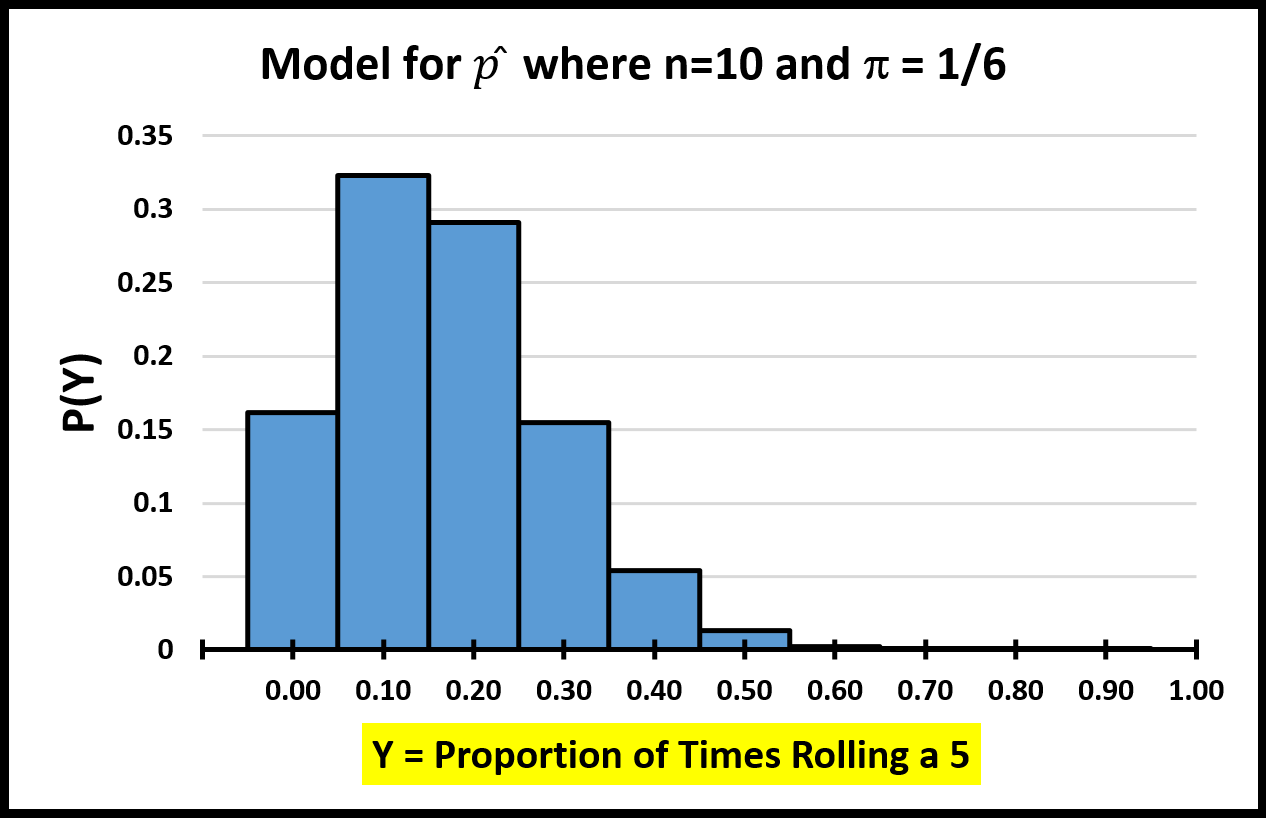 Model for p̂ where n=10 and π = 1/6
0.35
0.3
0.25
0.2
0.15
0.1
0.05
0
P(Y)
0.00 0.10 0.20 0.30 0.40 0.50 0.60 0.70 0.80 0.90 1.00
Y = Proportion of Times Rolling a 5